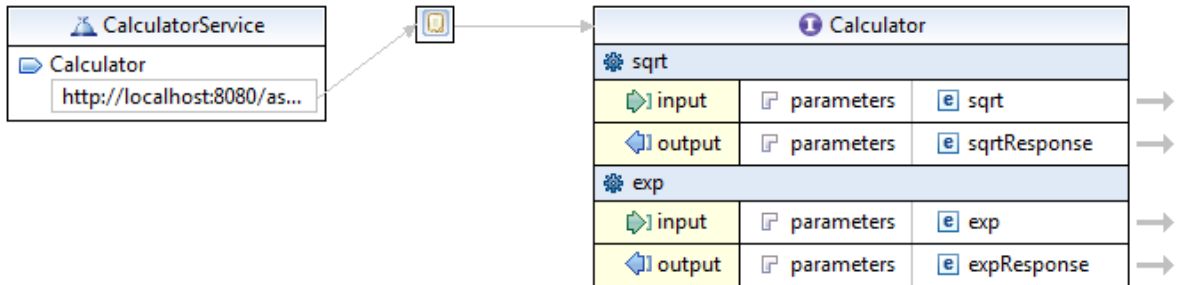 CalculatorService
Calculator
http://localhost:8080/as...
Calculator
sqrt
input parameters sqrt
output parameters sqrtResponse
exp
input parameters exp
output parameters expResponse